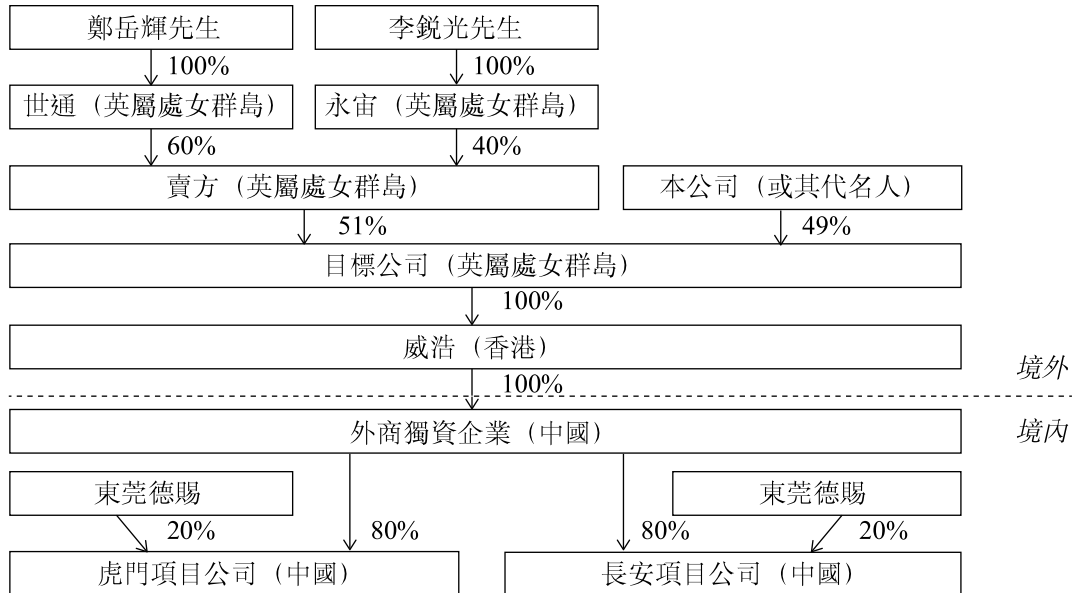 鄭岳輝先生
李銳光先生
100%
100%
世通（英屬處女群島）
永宙（英屬處女群島）
60%
40%
賣方（英屬處女群島）
本公司（或其代名人）
51%
49%
目標公司（英屬處女群島）
100%
威浩（香港）
境外
100%
外商獨資企業（中國）
境內
東莞德賜
東莞德賜
20%
80%
80%
20%
虎門項目公司（中國）
長安項目公司（中國）